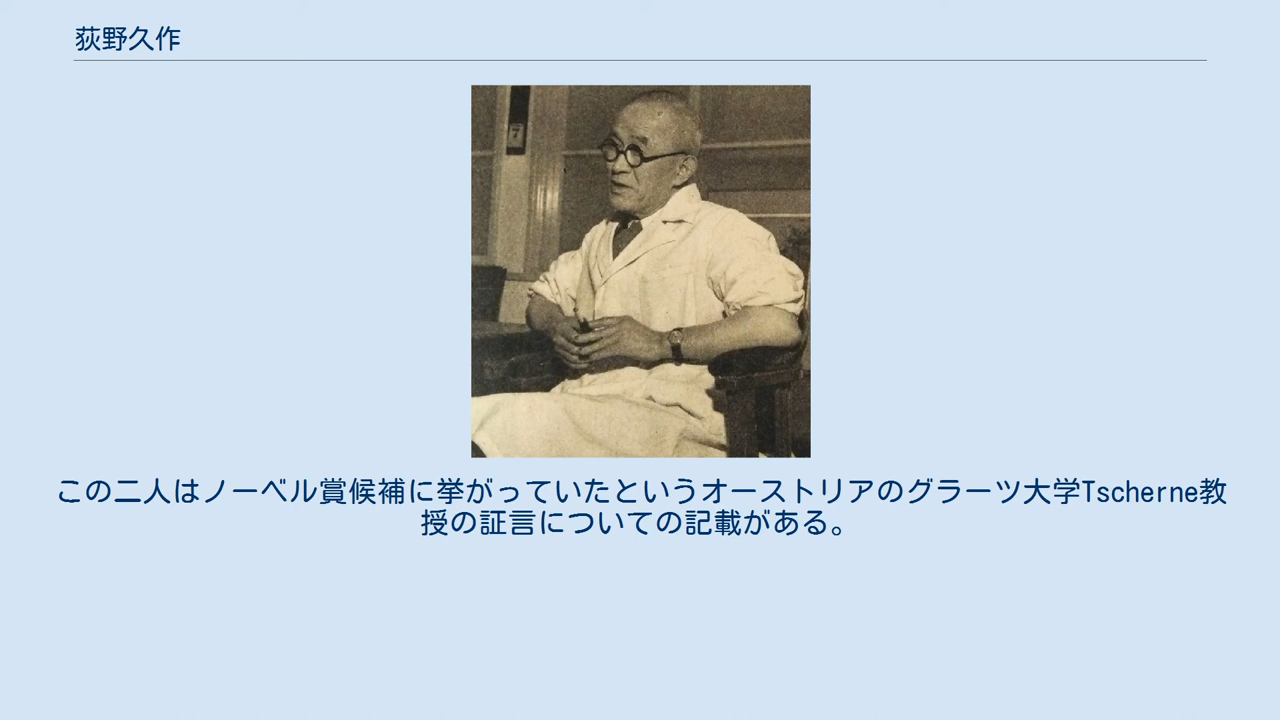 荻野久作
7
この二人はノーベル賞候補に挙がっていたというオーストリアのグラーツ大学Tscherne教
授の証言についての記載がある。